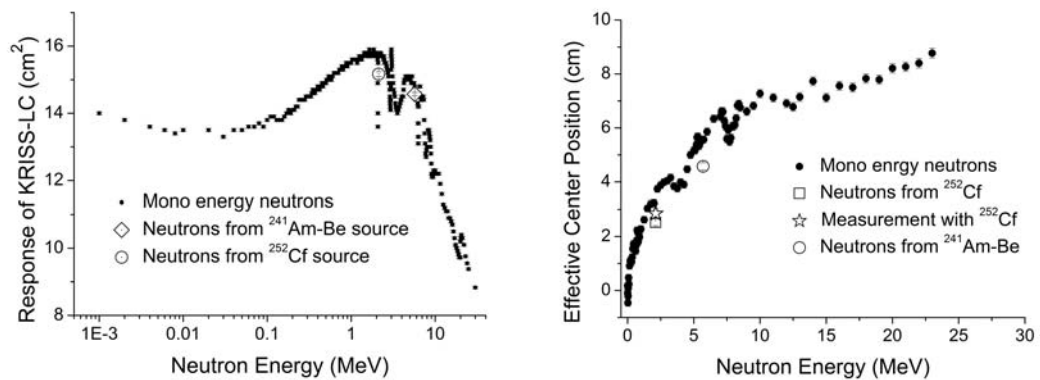 Response of KRISS-LC (cm²)
16
14
12
10
8
1E-3
0.01
0.1
1
10
Neutron Energy (MeV)
Mono energy neutrons
Neutrons from ²⁴¹Am-Be source
Neutrons from ²⁵²Cf source
Effective Center Position (cm)
10
8
6
4
2
0
0
5
10
15
20
25
30
Neutron Energy (MeV)
Mono enrgy neutrons
Neutrons from ²⁵²Cf
Measurement with ²⁵²Cf
Neutrons from ²⁴¹Am-Be